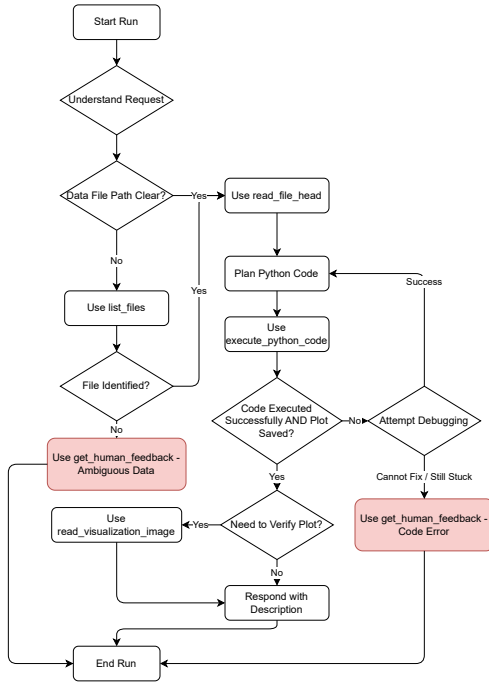 Start Run
Understand Request
Data File Path Clear?
Yes
Use read_file_head
No
Yes
Plan Python Code
Success
Use list_files
Use
execute_python_code
File Identified?
No
Code Executed
Successfully AND Plot
Saved?
No
Attempt Debugging
Use get_human_feedback -
Ambiguous Data
Yes
Cannot Fix / Still Stuck
Use
read_visualization_image
Yes
Need to Verify Plot?
Use get_human_feedback -
Code Error
No
Respond with
Description
End Run